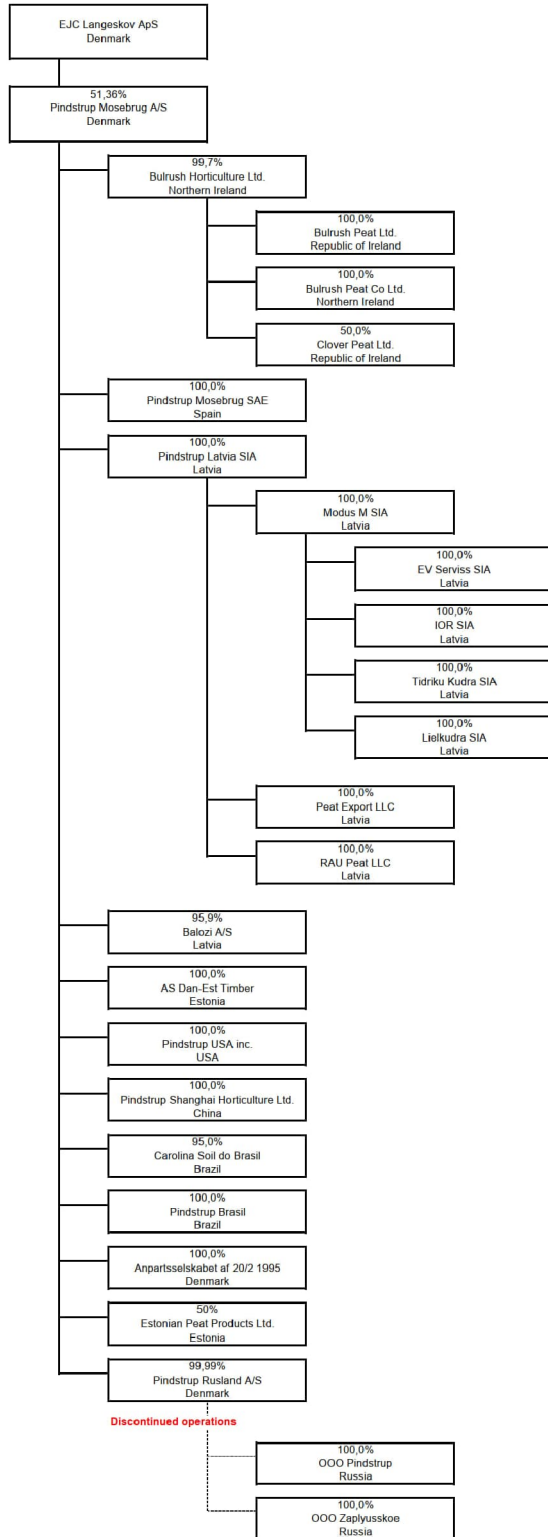 EJC Langeskov ApS
Denmark
51,36%
Pindstrup Mosebrug A/S
Denmark
99,7%
Bulrush Horticulture Ltd.
Northern Ireland
100,0%
Bulrush Peat Ltd.
Republic of Ireland
100,0%
Bulrush Peat Co Ltd.
Northern Ireland
50,0%
Clover Peat Ltd.
Republic of Ireland
100,0%
Pindstrup Mosebrug SAE
Spain
100,0%
Pindstrup Latvia SIA
Latvia
100,0%
Modus M SIA
Latvia
100,0%
EV Serviss SIA
Latvia
100,0%
IOR SIA
Latvia
100,0%
Tidriku Kudra SIA
Latvia
100,0%
Lielkudra SIA
Latvia
100,0%
Peat Export LLC
Latvia
100,0%
RAU Peat LLC
Latvia
95,9%
Balozi A/S
Latvia
100,0%
AS Dan-Est Timber
Estonia
100,0%
Pindstrup USA inc.
USA
100,0%
Pindstrup Shanghai Horticulture Ltd.
China
95,0%
Carolina Soil do Brasil
Brazil
100,0%
Pindstrup Brasil
Brazil
100,0%
Anpartsselskabet af 20/2 1995
Denmark
50%
Estonian Peat Products Ltd.
Estonia
99,99%
Pindstrup Rusland A/S
Denmark
Discontinued operations
100,0%
OOO Pindstrup
Russia
100,0%
OOO Zaplyusskoe
Russia